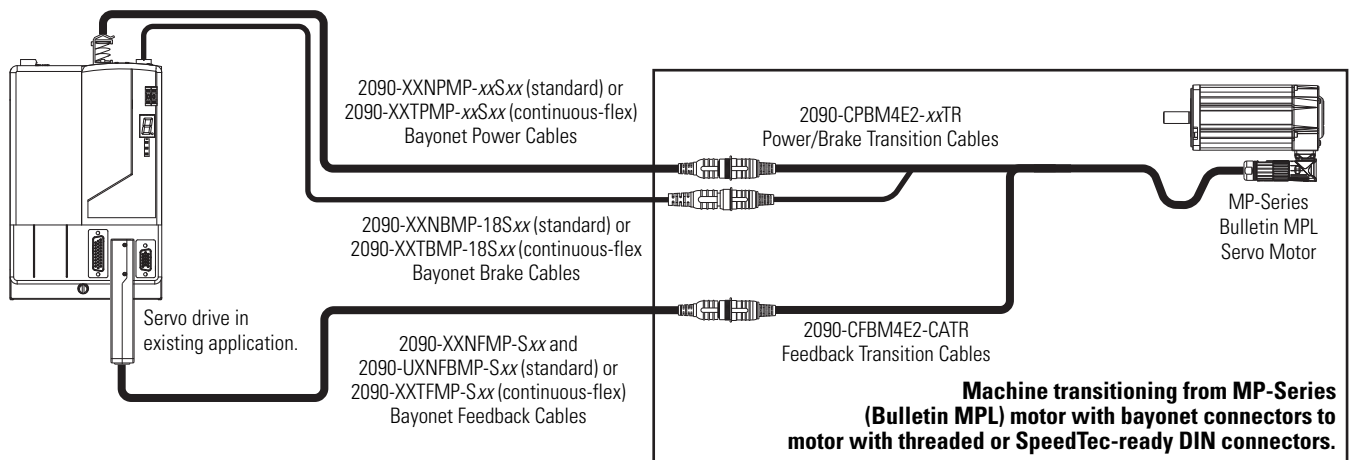 2090-XXNPMP-xxSxx (standard) or
2090-XXTPMP-xxSxx (continuous-flex)
Bayonet Power Cables
2090-CPBM4E2-xxTR
Power/Brake Transition Cables
2090-XXNBMP-18Sxx (standard) or
2090-XXTBMP-18Sxx (continuous-flex
Bayonet Brake Cables
MP-Series
Bulletin MPL
Servo Motor
Servo drive in
existing application.
2090-XXNFMP-Sxx and
2090-UXNFBMP-Sxx (standard) or
2090-XXTFMP-Sxx (continuous-flex)
Bayonet Feedback Cables
2090-CFBM4E2-CATR
Feedback Transition Cables
Machine transitioning from MP-Series
(Bulletin MPL) motor with bayonet connectors to
motor with threaded or SpeedTec-ready DIN connectors.